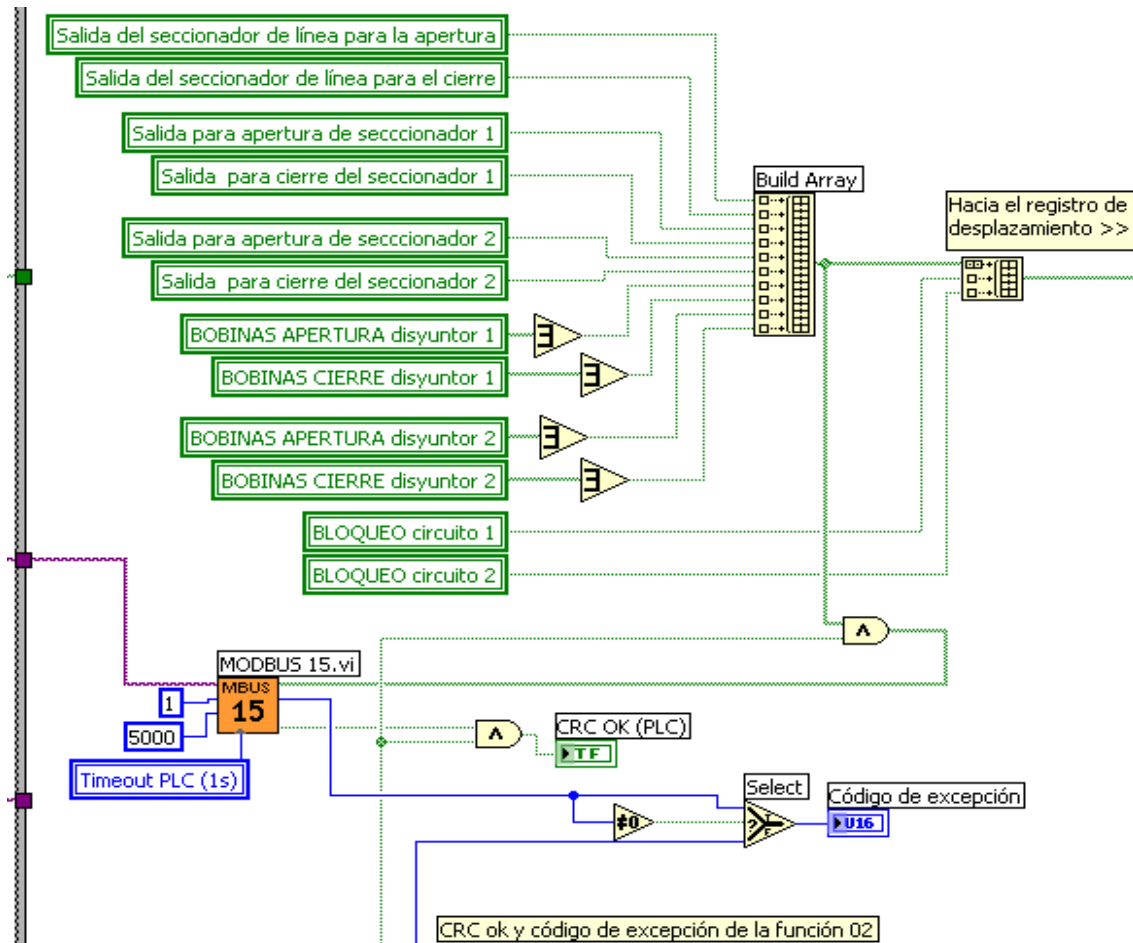 Salida del seccionador de línea para la apertura
Salida del seccionador de línea para el cierre
Salida para apertura de secccionador 1
Salida  para cierre del seccionador 1
Build Array
Hacia el registro de
desplazamiento >>
Salida para apertura de secccionador 2
Salida  para cierre del seccionador 2
BOBINAS APERTURA disyuntor 1
BOBINAS CIERRE disyuntor 1
BOBINAS APERTURA disyuntor 2
BOBINAS CIERRE disyuntor 2
BLOQUEO circuito 1
BLOQUEO circuito 2
MODBUS 15.vi
MBUS
15
1
5000
Timeout PLC (1s)
CRC OK (PLC)
TF
Select
Código de excepción
≠0
?
T
F
U16
CRC ok y código de excepción de la función 02